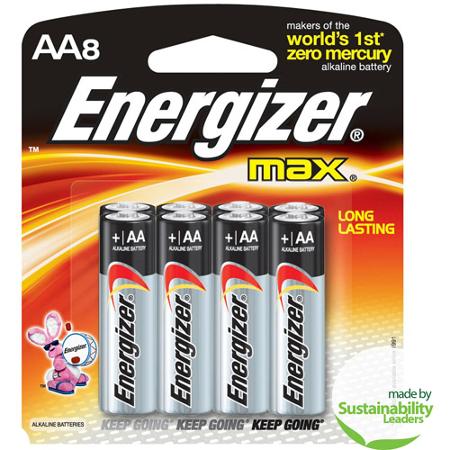 AA8
makers of the
world's 1st*
zero mercury
alkaline battery
Energizer®
™
max®
LONG
LASTING
+|AA
ALKALINE BATTERY
Energizer
+|AA
ALKALINE BATTERY
Energizer
+|AA
ALKALINE BATTERY
Energizer
+|AA
ALKALINE BATTERY
Energizer
Energizer
ALKALINE BATTERIES
KEEP GOING® KEEP GOING® KEEP GOING®
made by
Sustainability
Leaders